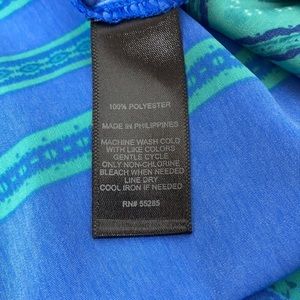 100% POLYESTER
MADE IN PHILIPPINES
MACHINE WASH COLD
WITH LIKE COLORS
GENTLE CYCLE
ONLY NON-CHLORINE
BLEACH WHEN NEEDED
LINE DRY
COOL IRON IF NEEDED
RN# 55285